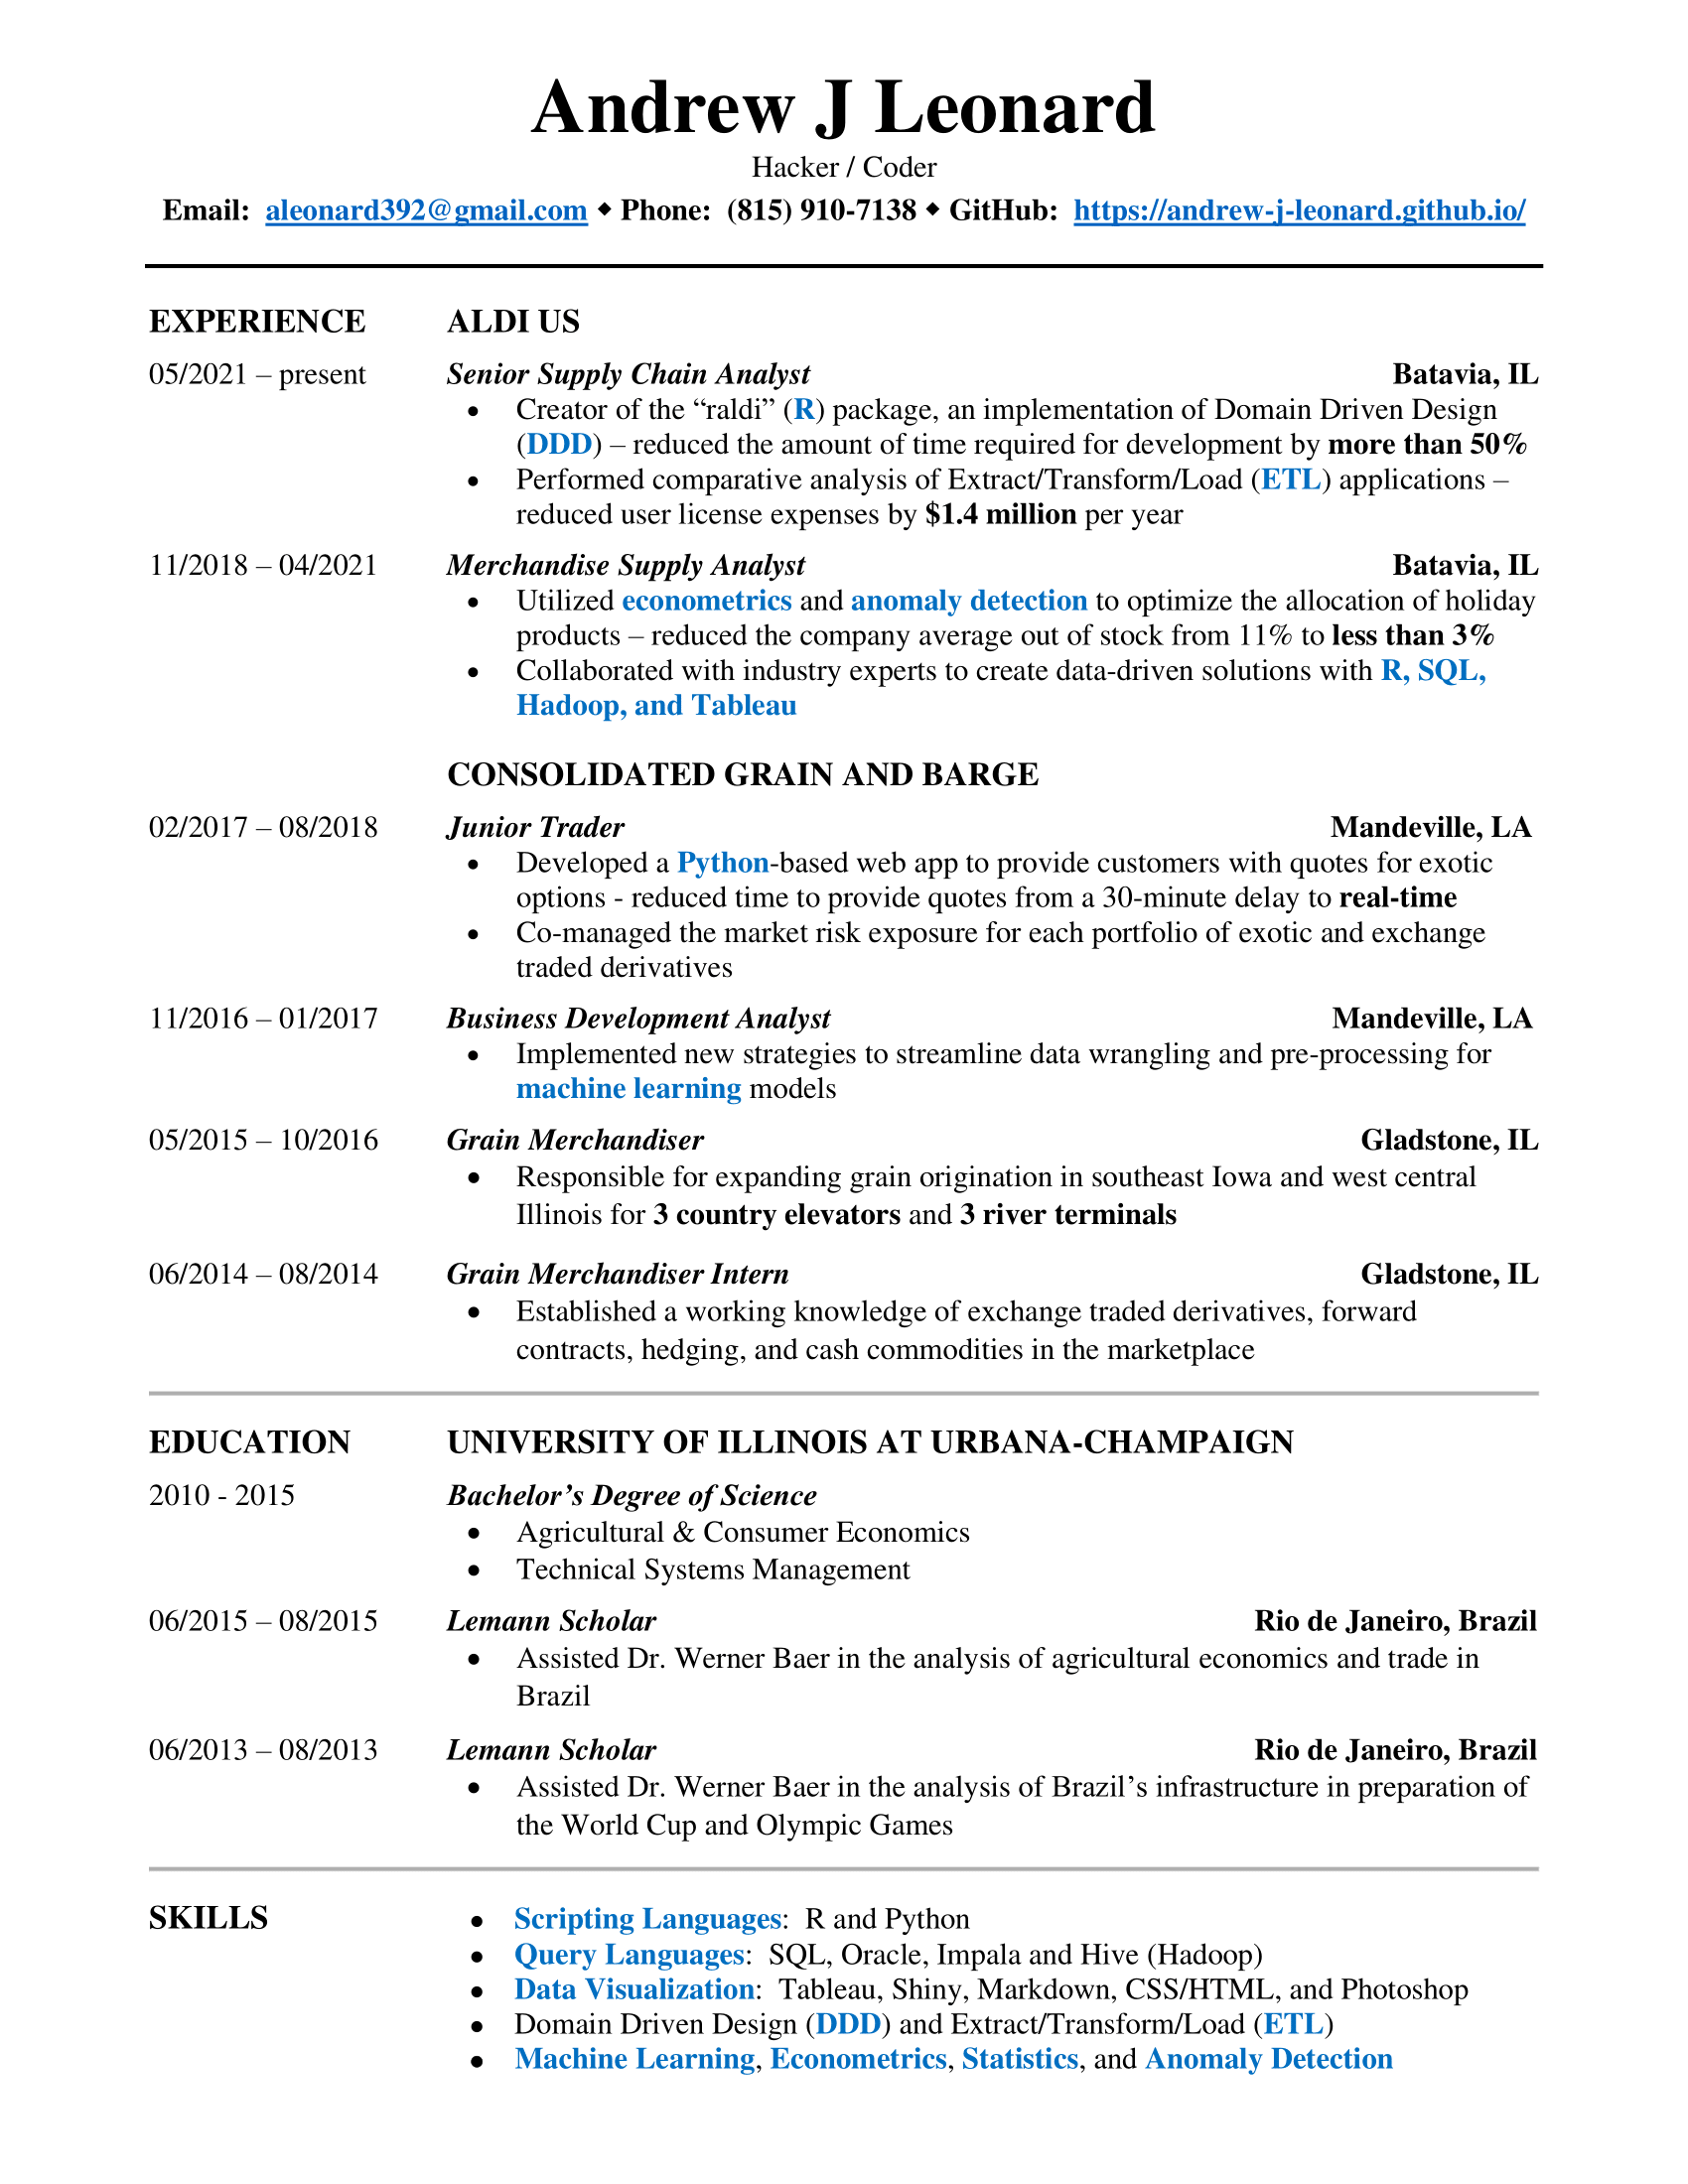 Andrew J Leonard
Hacker / Coder
Email:  aleonard392@gmail.com ◆ Phone:  (815) 910-7138 ◆ GitHub:  https://andrew-j-leonard.github.io/
EXPERIENCE ALDI US
05/2021 – present Senior Supply Chain Analyst Batavia, IL
• Creator of the “raldi” (R) package, an implementation of Domain Driven Design
(DDD) – reduced the amount of time required for development by more than 50%
• Performed comparative analysis of Extract/Transform/Load (ETL) applications –
reduced user license expenses by $1.4 million per year
11/2018 – 04/2021 Merchandise Supply Analyst Batavia, IL
• Utilized econometrics and anomaly detection to optimize the allocation of holiday
products – reduced the company average out of stock from 11% to less than 3%
• Collaborated with industry experts to create data-driven solutions with R, SQL,
Hadoop, and Tableau
CONSOLIDATED GRAIN AND BARGE
02/2017 – 08/2018 Junior Trader Mandeville, LA
• Developed a Python-based web app to provide customers with quotes for exotic
options - reduced time to provide quotes from a 30-minute delay to real-time
• Co-managed the market risk exposure for each portfolio of exotic and exchange
traded derivatives
11/2016 – 01/2017 Business Development Analyst Mandeville, LA
• Implemented new strategies to streamline data wrangling and pre-processing for
machine learning models
05/2015 – 10/2016 Grain Merchandiser Gladstone, IL
• Responsible for expanding grain origination in southeast Iowa and west central
Illinois for 3 country elevators and 3 river terminals
06/2014 – 08/2014 Grain Merchandiser Intern Gladstone, IL
• Established a working knowledge of exchange traded derivatives, forward
contracts, hedging, and cash commodities in the marketplace
EDUCATION UNIVERSITY OF ILLINOIS AT URBANA-CHAMPAIGN
2010 - 2015 Bachelor’s Degree of Science
• Agricultural & Consumer Economics
• Technical Systems Management
06/2015 – 08/2015 Lemann Scholar Rio de Janeiro, Brazil
• Assisted Dr. Werner Baer in the analysis of agricultural economics and trade in
Brazil
06/2013 – 08/2013 Lemann Scholar Rio de Janeiro, Brazil
• Assisted Dr. Werner Baer in the analysis of Brazil’s infrastructure in preparation of
the World Cup and Olympic Games
SKILLS • Scripting Languages:  R and Python
• Query Languages:  SQL, Oracle, Impala and Hive (Hadoop)
• Data Visualization:  Tableau, Shiny, Markdown, CSS/HTML, and Photoshop
• Domain Driven Design (DDD) and Extract/Transform/Load (ETL)
• Machine Learning, Econometrics, Statistics, and Anomaly Detection